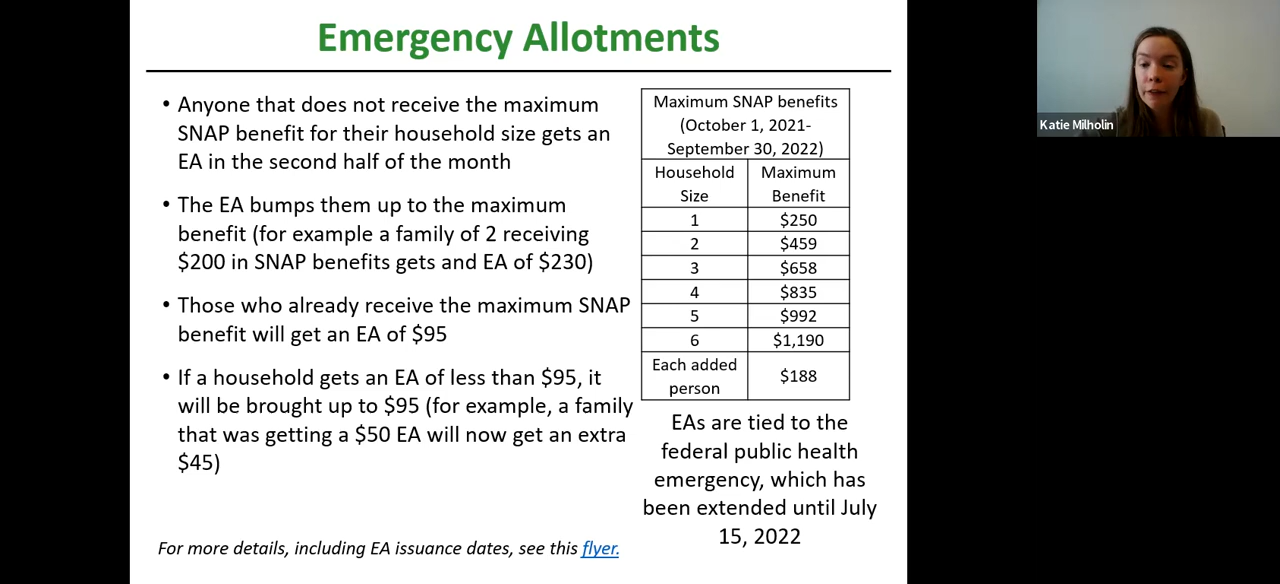 Emergency Allotments
• Anyone that does not receive the maximum
SNAP benefit for their household size gets an
EA in the second half of the month
• The EA bumps them up to the maximum
benefit (for example a family of 2 receiving
$200 in SNAP benefits gets and EA of $230)
• Those who already receive the maximum SNAP
benefit will get an EA of $95
• If a household gets an EA of less than $95, it
will be brought up to $95 (for example, a family
that was getting a $50 EA will now get an extra
$45)
For more details, including EA issuance dates, see this flyer.
Maximum SNAP benefits
(October 1, 2021-
September 30, 2022)
Household Size Maximum Benefit
1 $250
2 $459
3 $658
4 $835
5 $992
6 $1,190
Each added person $188
EAs are tied to the
federal public health
emergency, which has
been extended until July
15, 2022
Katie Milholin